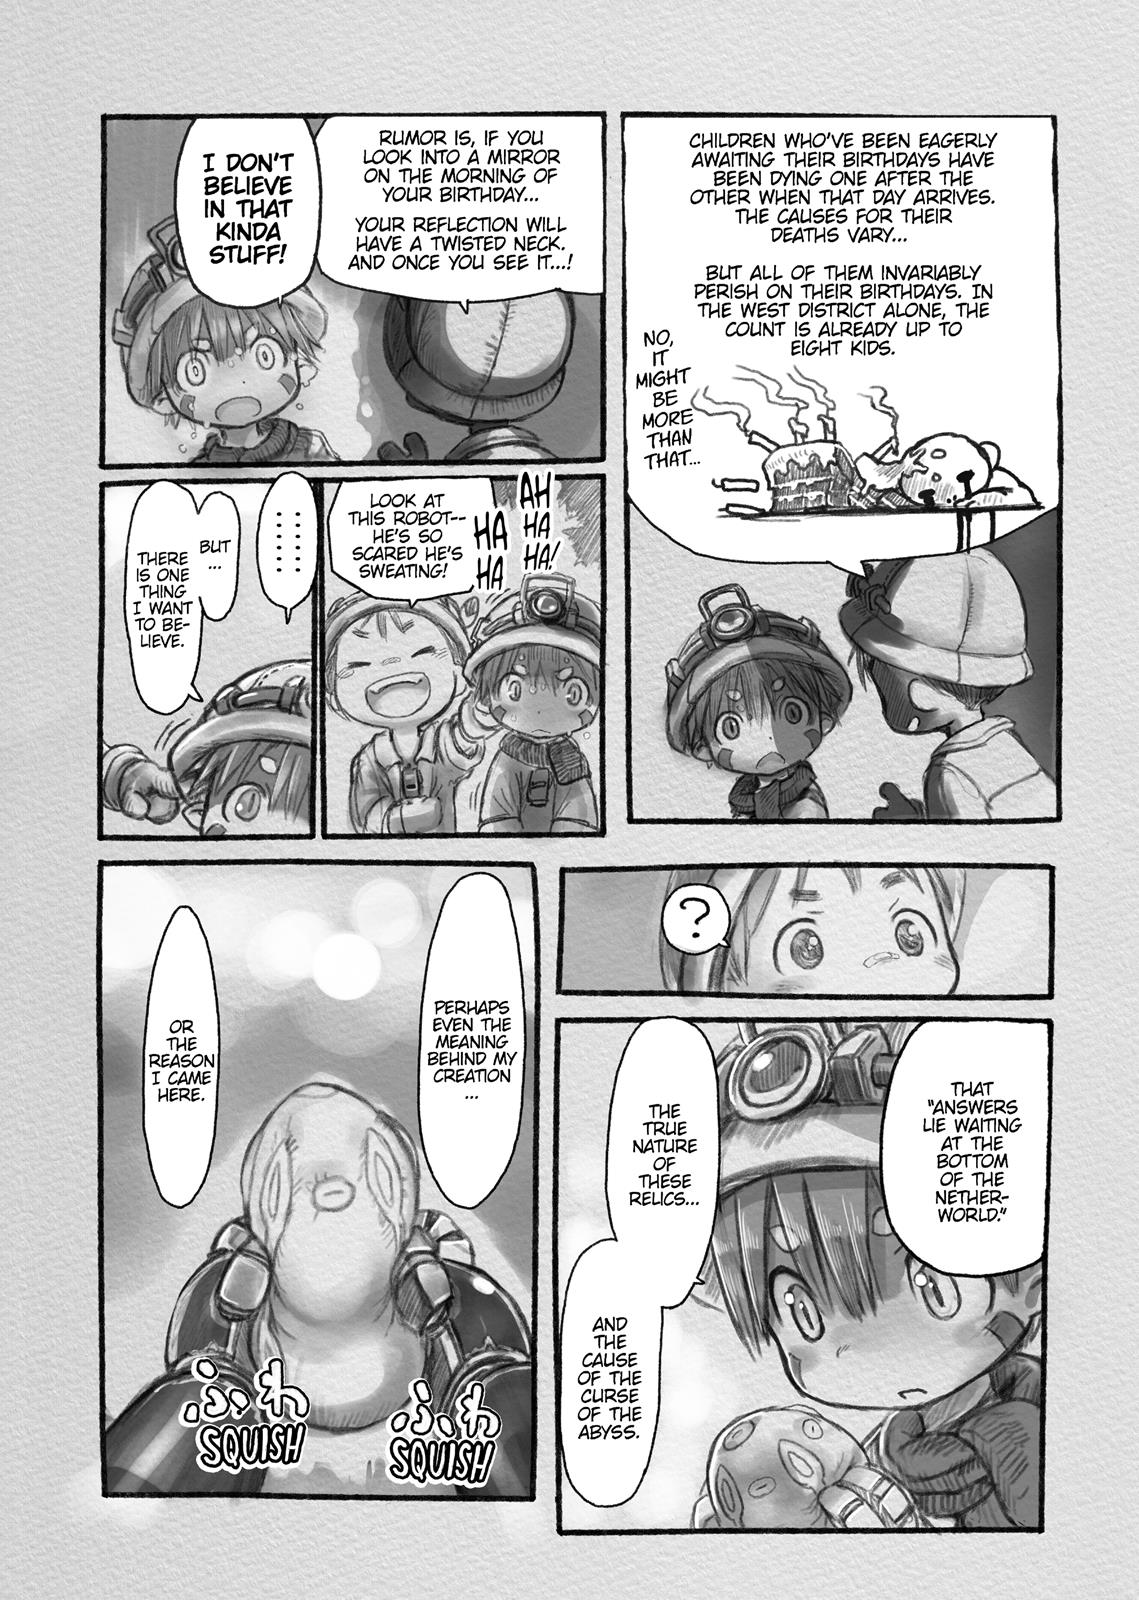 CHILDREN WHO'VE BEEN EAGERLY
AWAITING THEIR BIRTHDAYS HAVE
BEEN DYING ONE AFTER THE
OTHER WHEN THAT DAY ARRIVES.
THE CAUSES FOR THEIR
DEATHS VARY...
BUT ALL OF THEM INVARIABLY
PERISH ON THEIR BIRTHDAYS. IN
THE WEST DISTRICT ALONE, THE
COUNT IS ALREADY UP TO
EIGHT KIDS.
NO,
IT
MIGHT
BE
MORE
THAN
THAT...
RUMOR IS, IF YOU
LOOK INTO A MIRROR
ON THE MORNING OF
YOUR BIRTHDAY...
YOUR REFLECTION WILL
HAVE A TWISTED NECK.
AND ONCE YOU SEE IT...!
I DON'T
BELIEVE
IN THAT
KINDA
STUFF!
AH
HA
HA!
HA
HA
LOOK AT
THIS ROBOT--
HE'S SO
SCARED HE'S
SWEATING!
.......
BUT
...
THERE
IS ONE
THING
I WANT
TO BE-
LIEVE.
?
THAT
"ANSWERS
LIE WAITING
AT THE
BOTTOM
OF THE
NETHER-
WORLD."
THE
TRUE
NATURE
OF
THESE
RELICS...
AND
THE
CAUSE
OF THE
CURSE
OF THE
ABYSS.
PERHAPS
EVEN THE
MEANING
BEHIND MY
CREATION
...
OR
THE
REASON
I CAME
HERE.
ふわ
SQUISH
ふわ
SQUISH